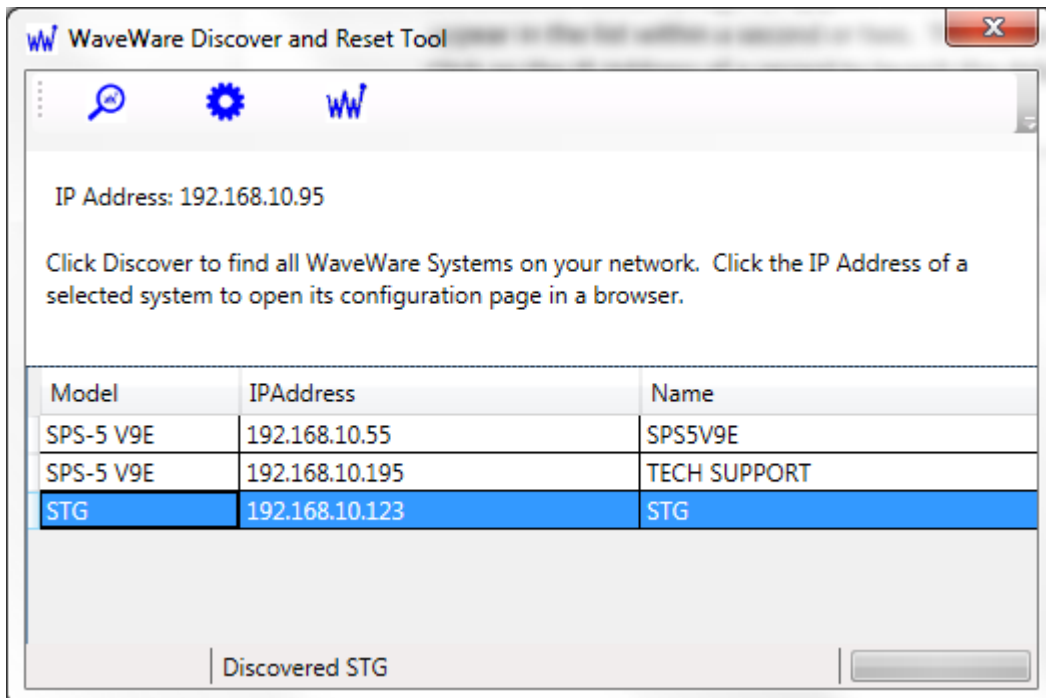 WW WaveWare Discover and Reset Tool
WW
IP Address: 192.168.10.95
Click Discover to find all WaveWare Systems on your network. Click the IP Address of a
selected system to open its configuration page in a browser.
Model IPAddress Name
SPS-5 V9E 192.168.10.55 SPS5V9E
SPS-5 V9E 192.168.10.195 TECH SUPPORT
STG 192.168.10.123 STG
Discovered STG